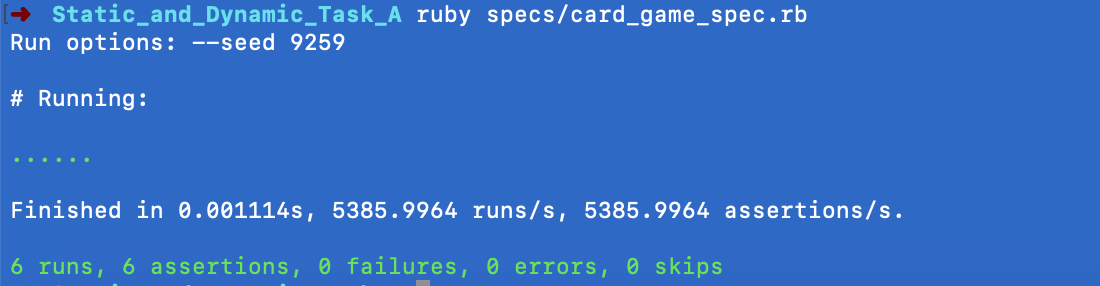 ➜ Static_and_Dynamic_Task_A ruby specs/card_game_spec.rb
Run options: --seed 9259
# Running:
......
Finished in 0.001114s, 5385.9964 runs/s, 5385.9964 assertions/s.
6 runs, 6 assertions, 0 failures, 0 errors, 0 skips